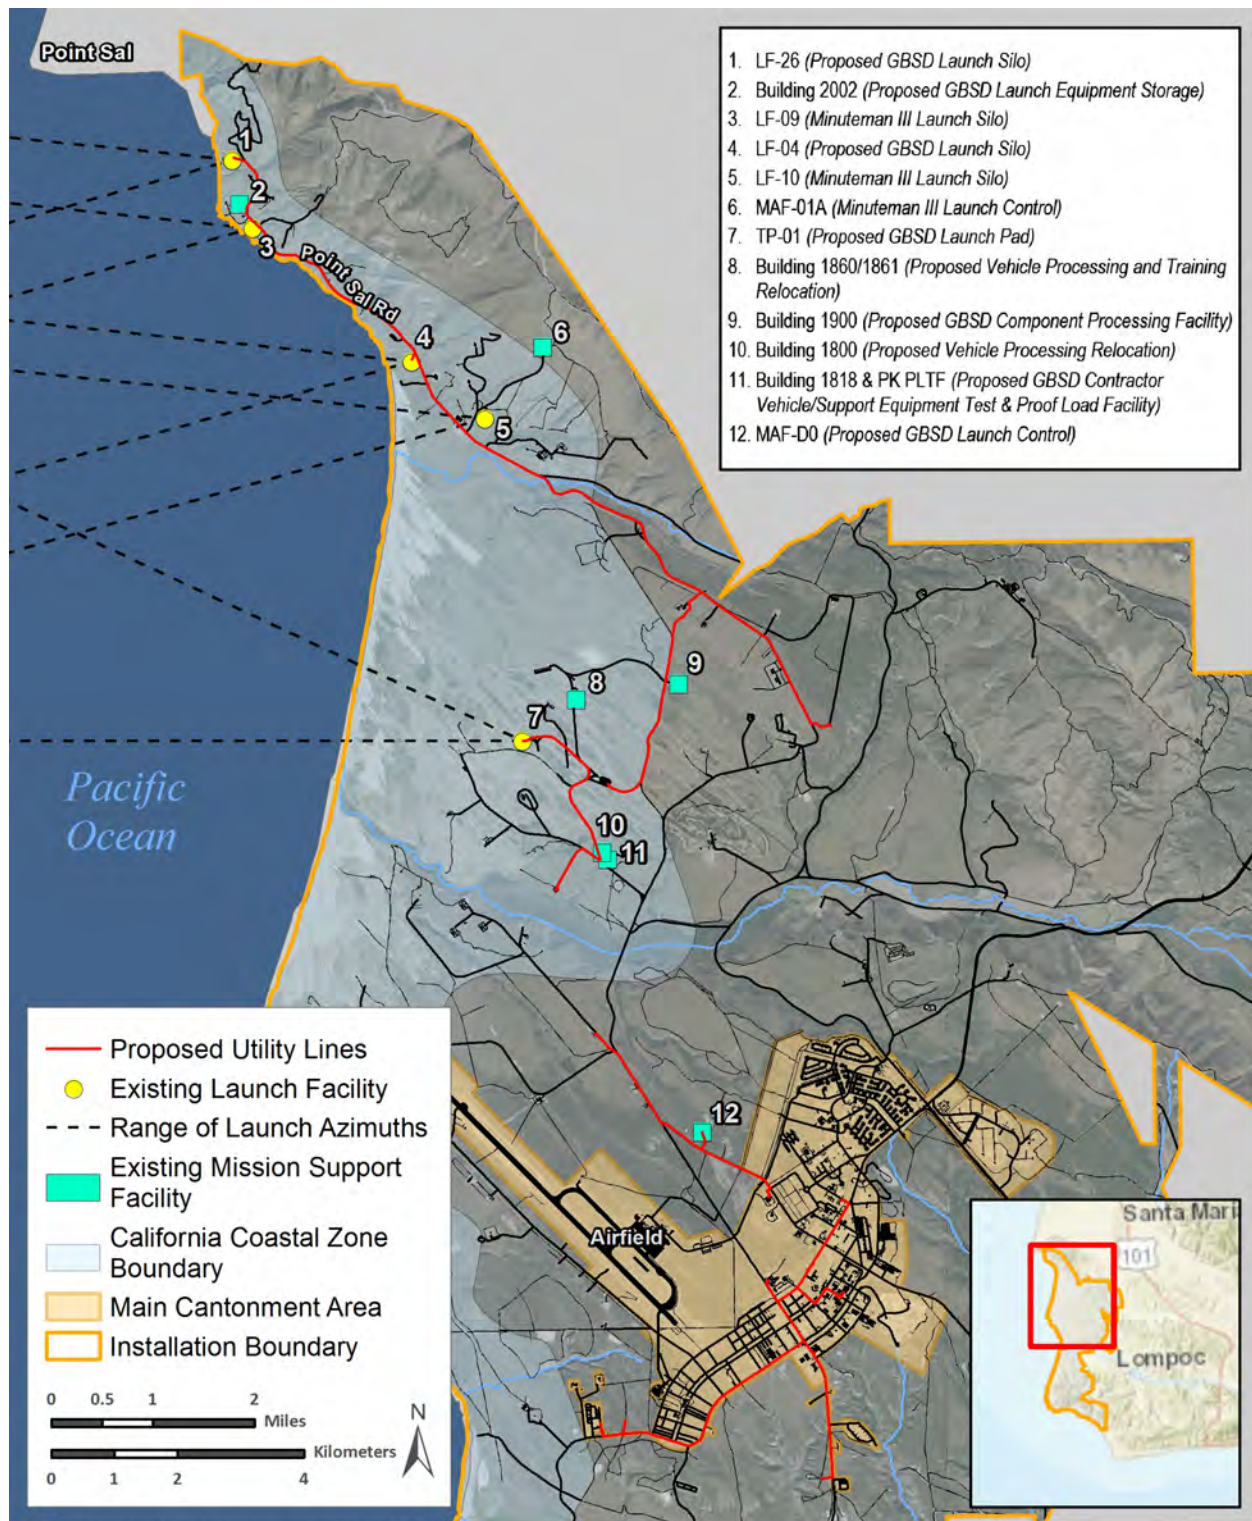 Point Sal
1. LF-26 (Proposed GBSD Launch Silo)
2. Building 2002 (Proposed GBSD Launch Equipment Storage)
3. LF-09 (Minuteman III Launch Silo)
4. LF-04 (Proposed GBSD Launch Silo)
5. LF-10 (Minuteman III Launch Silo)
6. MAF-01A (Minuteman III Launch Control)
7. TP-01 (Proposed GBSD Launch Pad)
8. Building 1860/1861 (Proposed Vehicle Processing and Training
Relocation)
9. Building 1900 (Proposed GBSD Component Processing Facility)
10. Building 1800 (Proposed Vehicle Processing Relocation)
11. Building 1818 & PK PLTF (Proposed GBSD Contractor
Vehicle/Support Equipment Test & Proof Load Facility)
12. MAF-D0 (Proposed GBSD Launch Control)
1
2
3
Point Sal Rd
4
6
5
9
8
7
Pacific
Ocean
10
11
12
Airfield
Proposed Utility Lines
Existing Launch Facility
Range of Launch Azimuths
Existing Mission Support
Facility
California Coastal Zone
Boundary
Main Cantonment Area
Installation Boundary
0 0.5 1 2
Miles
Kilometers
0 1 2 4
N
Santa Mari
101
Lompoc